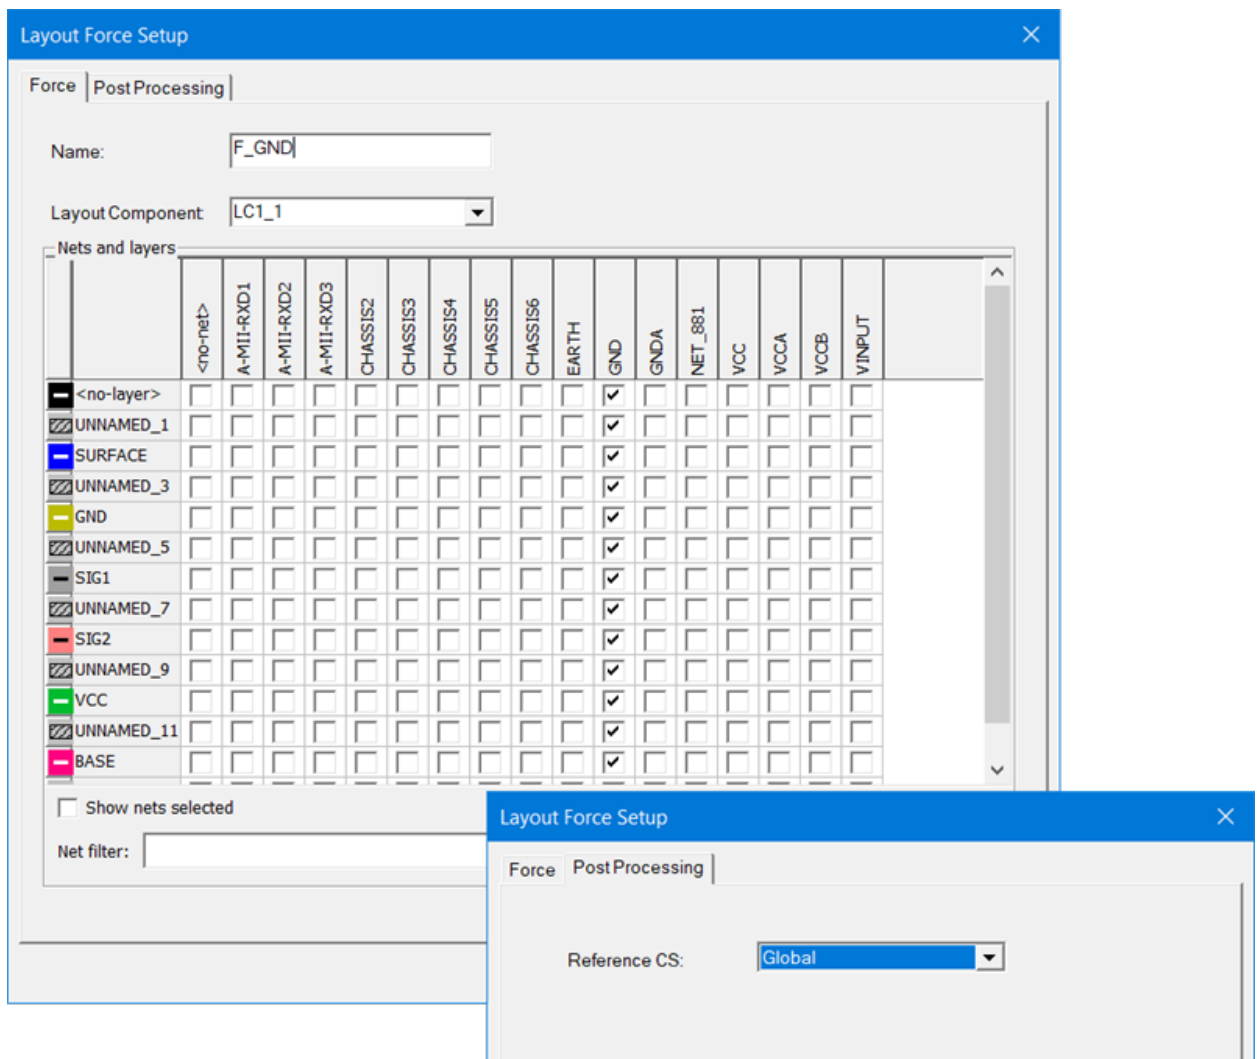 Layout Force Setup
Force Post Processing
Name: F_GND
Layout Component: LC1_1
Nets and layers
<no-net> A-MII-RXD1 A-MII-RXD2 A-MII-RXD3 CHASSIS2 CHASSIS3 CHASSIS4 CHASSIS5 CHASSIS6 EARTH GND GNDA NET_881 VCC VCCA VCCB VINPUT
<no-layer>
UNNAMED_1
SURFACE
UNNAMED_3
GND
UNNAMED_5
SIG1
UNNAMED_7
SIG2
UNNAMED_9
VCC
UNNAMED_11
BASE
Show nets selected
Net filter:
Layout Force Setup
Force Post Processing
Reference CS: Global